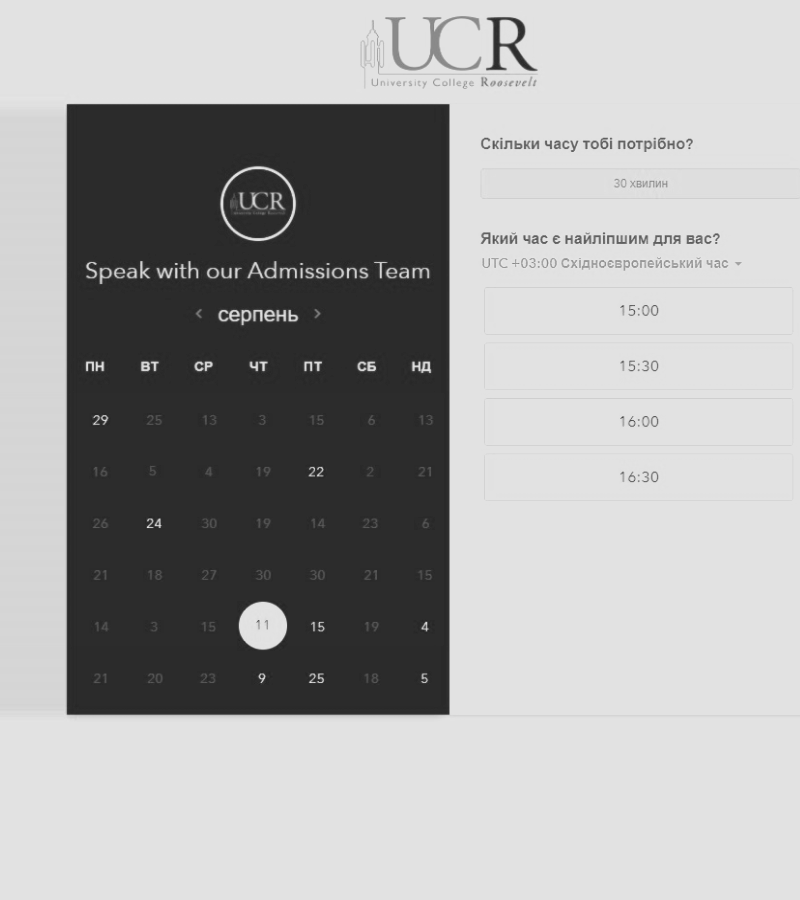 UCR
University College Roosevelt
UCR
Speak with our Admissions Team
‹ серпень ›
ПН ВТ СР ЧТ ПТ СБ НД
29 25 13 3 15 6 13
16 5 4 19 22 2 21
26 24 30 19 14 23 6
21 18 27 30 30 21 15
14 3 15 11 15 19 4
21 20 23 9 25 18 5
Скільки часу тобі потрібно?
30 хвилин
Який час є найліпшим для вас?
UTC +03:00 Східноєвропейський час
15:00
15:30
16:00
16:30